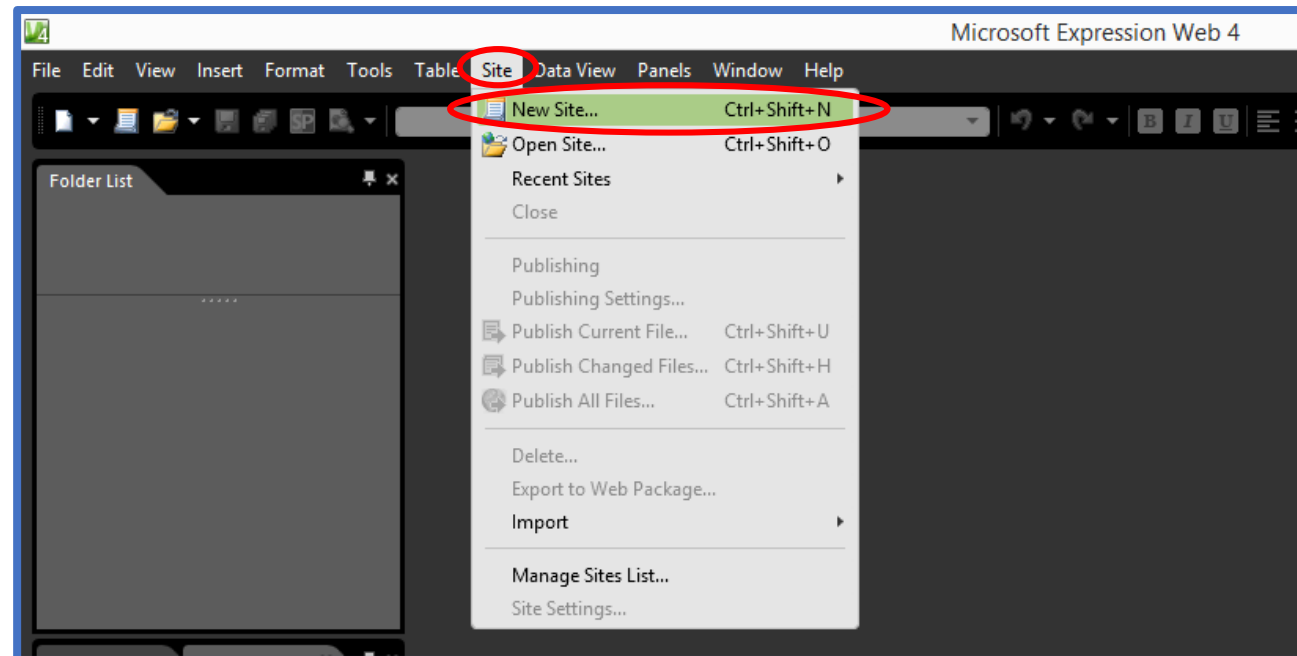 Microsoft Expression Web 4
File Edit View Insert Format Tools Table Site Data View Panels Window Help
New Site... Ctrl+Shift+N
SP B I U
Open Site... Ctrl+Shift+O
Folder List
Recent Sites
Close
Publishing
Publishing Settings...
Publish Current File... Ctrl+Shift+U
Publish Changed Files... Ctrl+Shift+H
Publish All Files... Ctrl+Shift+A
Delete...
Export to Web Package...
Import
Manage Sites List...
Site Settings...